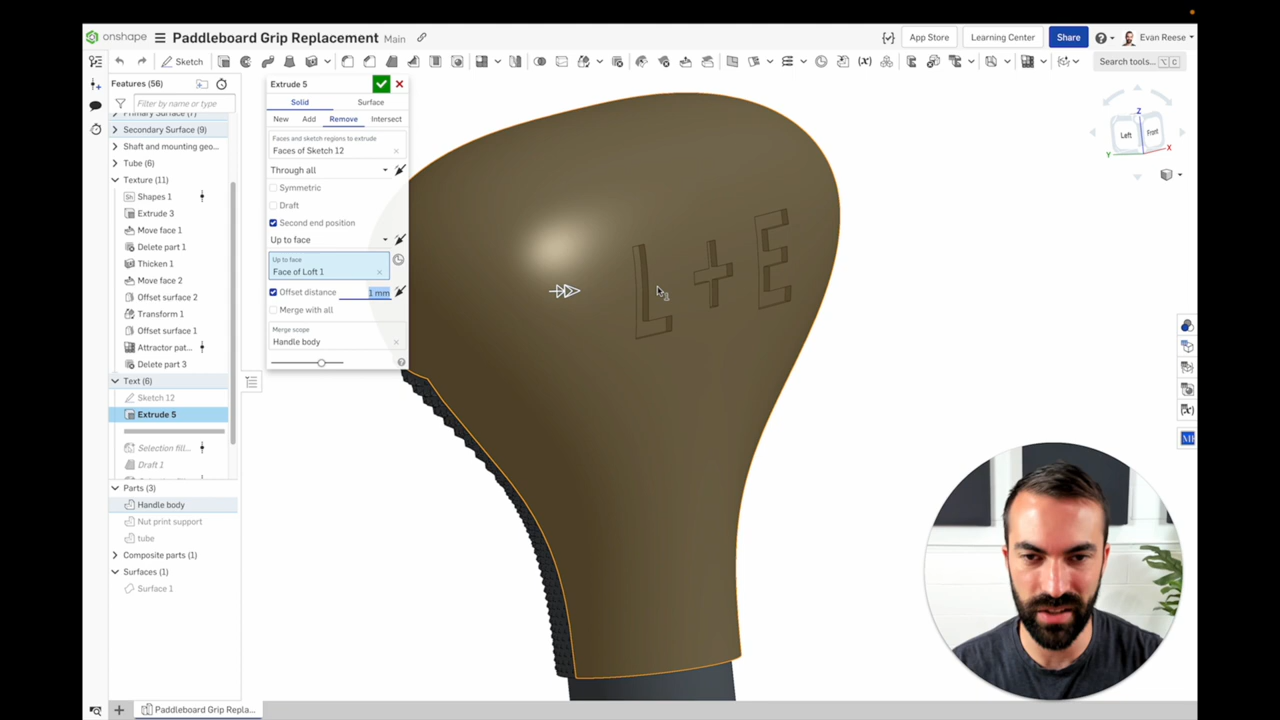 onshape Paddleboard Grip Replacement Main App Store Learning Center Share Evan Reese
Sketch Search tools... C
Features (56)
Filter by name or type
Secondary Surface (9)
Shaft and mounting geo...
Tube (6)
Texture (11)
Shapes 1
Extrude 3
Move face 1
Delete part 1
Thicken 1
Move face 2
Offset surface 2
Transform 1
Offset surface 1
Attractor pat...
Delete part 3
Text (6)
Sketch 12
Extrude 5
Selection fill...
Draft 1
Parts (3)
Handle body
Nut print support
tube
Composite parts (1)
Surfaces (1)
Surface 1
Extrude 5
Solid Surface
New Add Remove Intersect
Faces and sketch regions to extrude
Faces of Sketch 12
Through all
Symmetric
Draft
Second end position
Up to face
Up to face
Face of Loft 1
Offset distance 1 mm
Merge with all
Merge scope
Handle body
L+E
Z
Left Front
Y X
Paddleboard Grip Repla...